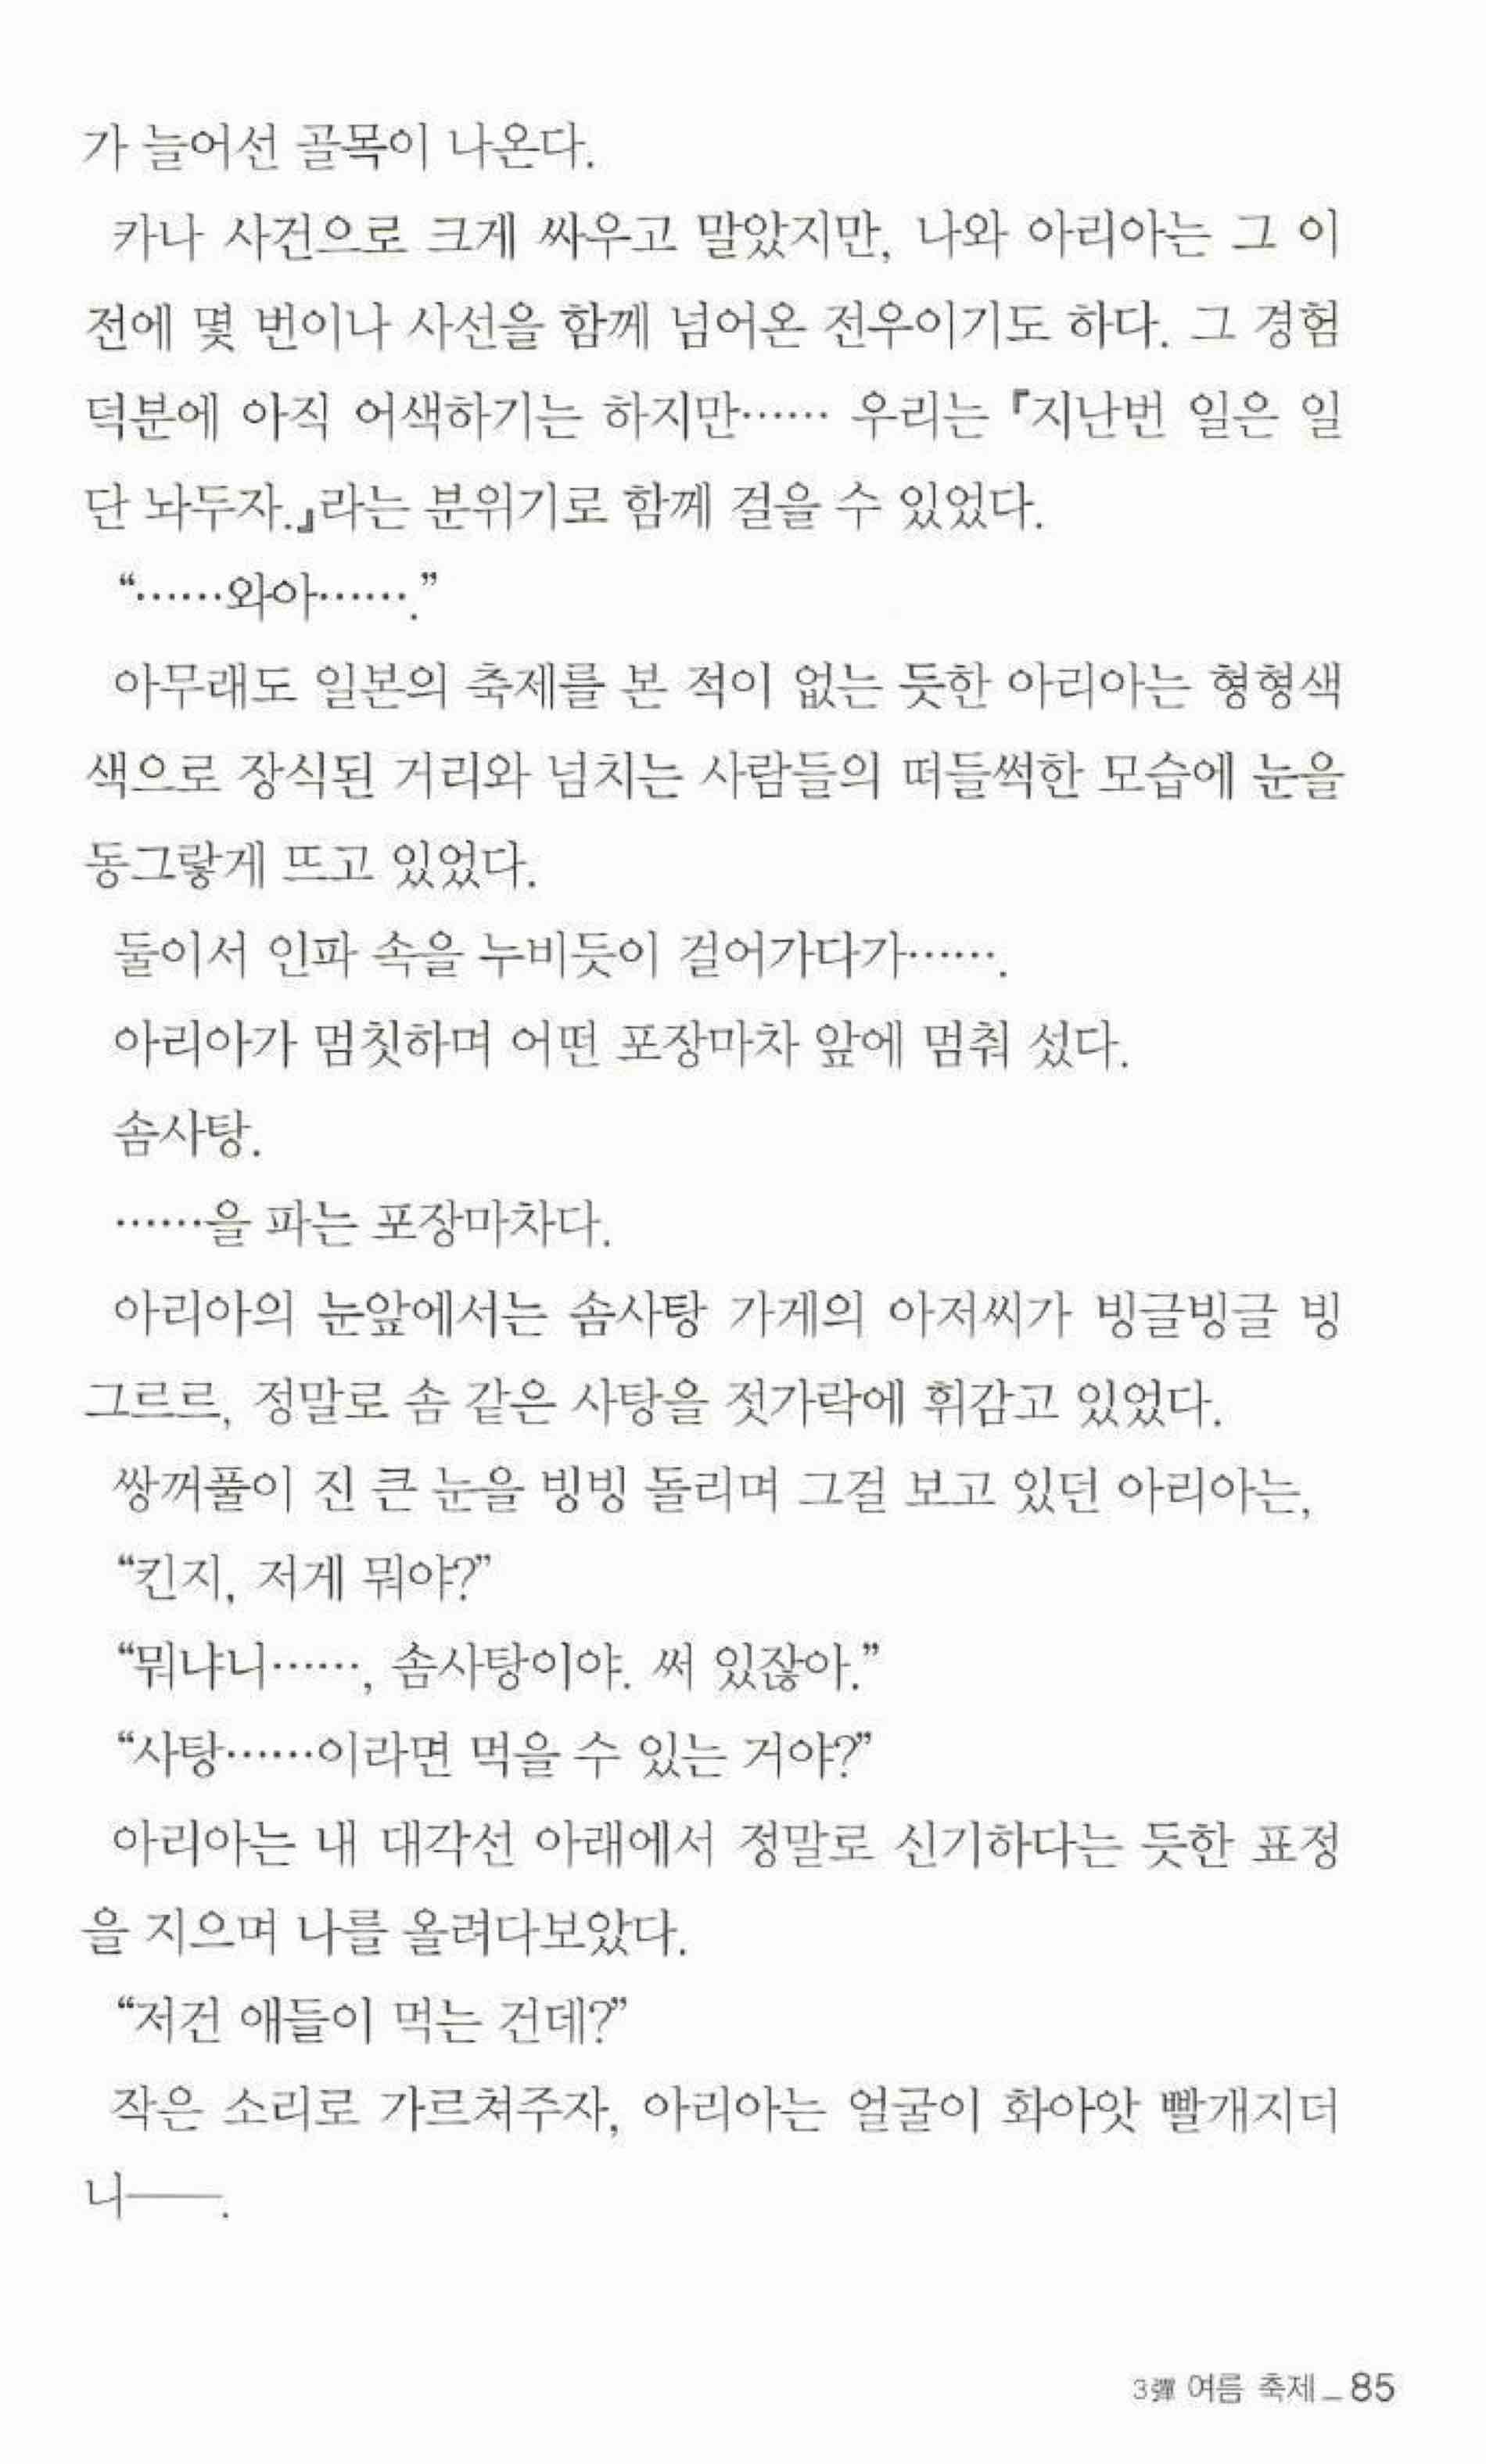 가 늘어선 골목이 나온다.
카나 사건으로 크게 싸우고 말았지만, 나와 아리아는 그 이
전에 몇 번이나 사선을 함께 넘어온 전우이기도 하다. 그 경험
덕분에 아직 어색하기는 하지만…… 우리는 『지난번 일은 일
단 놔두자.』라는 분위기로 함께 걸을 수 있었다.
“……와아…….”
아무래도 일본의 축제를 본 적이 없는 듯한 아리아는 형형색
색으로 장식된 거리와 넘치는 사람들의 떠들썩한 모습에 눈을
동그랗게 뜨고 있었다.
둘이서 인파 속을 누비듯이 걸어가다가…….
아리아가 멈칫하며 어떤 포장마차 앞에 멈춰 섰다.
솜사탕.
……을 파는 포장마차다.
아리아의 눈앞에서는 솜사탕 가게의 아저씨가 빙글빙글 빙
그르르, 정말로 솜 같은 사탕을 젓가락에 휘감고 있었다.
쌍꺼풀이 진 큰 눈을 빙빙 돌리며 그걸 보고 있던 아리아는,
“킨지, 저게 뭐야?”
“뭐냐니……, 솜사탕이야. 써 있잖아.”
“사탕……이라면 먹을 수 있는 거야?”
아리아는 내 대각선 아래에서 정말로 신기하다는 듯한 표정
을 지으며 나를 올려다보았다.
“저건 애들이 먹는 건데?”
작은 소리로 가르쳐주자, 아리아는 얼굴이 화아앗 빨개지더
니――.
3彈 여름 축제 _ 85